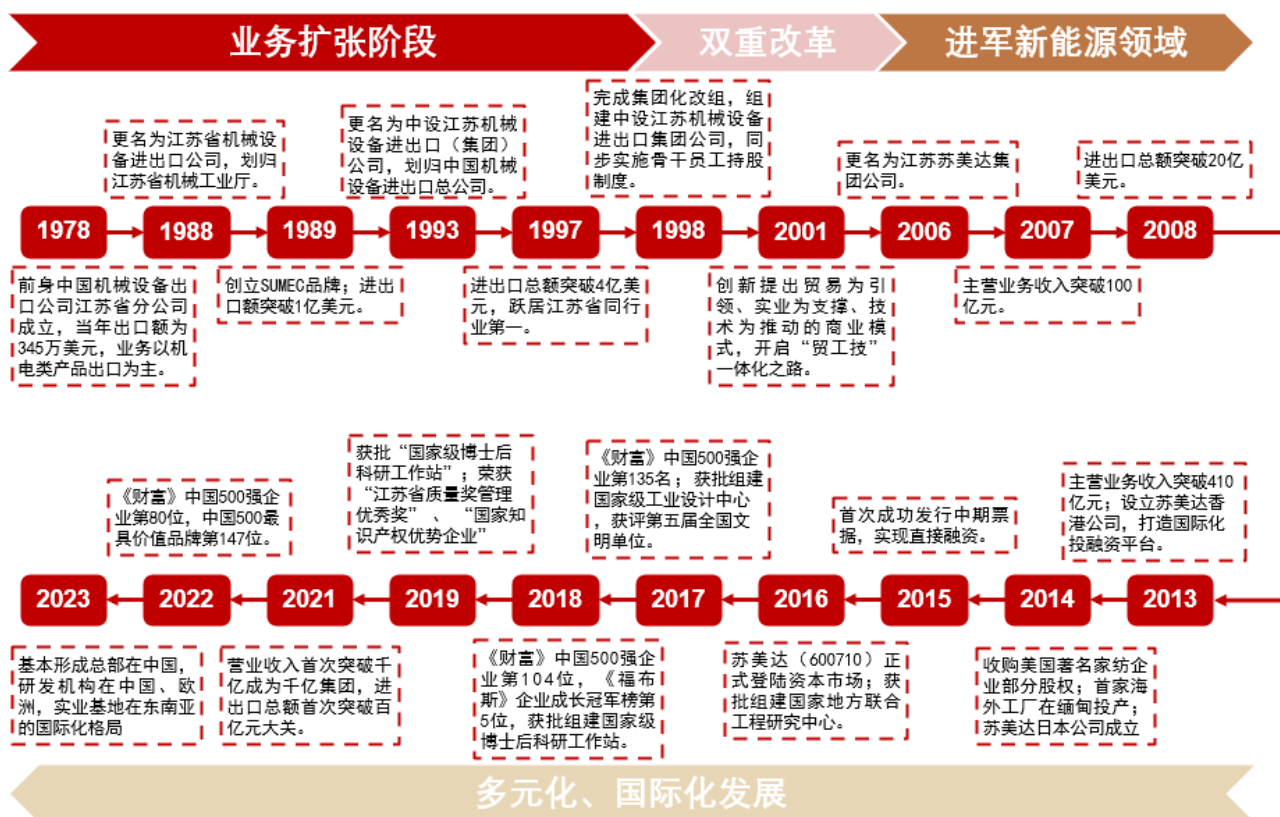 业务扩张阶段
双重改革
进军新能源领域
更名为江苏省机械设
备进出口公司，划归
江苏省机械工业厅。
更名为中设江苏机械
设备进出口（集团）
公司，划归中国机械
设备进出口总公司。
完成集团化改组，组
建中设江苏机械设备
进出口集团公司，同
步实施骨干员工持股
制度。
更名为江苏苏美达集
团公司。
进出口总额突破20亿
美元。
1978
1988
1989
1993
1997
1998
2001
2006
2007
2008
前身中国机械设备出
口公司江苏省分公司
成立，当年出口额为
345万美元，业务以机
电类产品出口为主。
创立SUMEC品牌；进出
口额突破1亿美元。
进出口总额突破4亿美
元，跃居江苏省同行
业第一。
创新提出贸易为引
领、实业为支撑、技
术为推动的商业模
式，开启“贸工技”
一体化之路。
主营业务收入突破100
亿元。
《财富》中国500强企
业第80位，中国500最
具价值品牌第147位。
获批“国家级博士后
科研工作站”；荣获
“江苏省质量奖管理
优秀奖”、“国家知
识产权优势企业”
《财富》中国500强企
业第135名；获批组建
国家级工业设计中心
，获评第五届全国文
明单位。
首次成功发行中期票
据，实现直接融资。
主营业务收入突破410
亿元；设立苏美达香
港公司，打造国际化
投融资平台。
2023
2022
2021
2019
2018
2017
2016
2015
2014
2013
基本形成总部在中国，
研发机构在中国、欧
洲，实业基地在东南亚
的国际化格局
营业收入首次突破千
亿成为千亿集团，进
出口总额首次突破百
亿元大关。
《财富》中国500强企
业第104位，《福布
斯》企业成长冠军榜第
5位，获批组建国家级
博士后科研工作站。
苏美达（600710）正
式登陆资本市场；获
批组建国家地方联合
工程研究中心。
收购美国著名家纺企
业部分股权；首家海
外工厂在缅甸投产；
苏美达日本公司成立
多元化、国际化发展